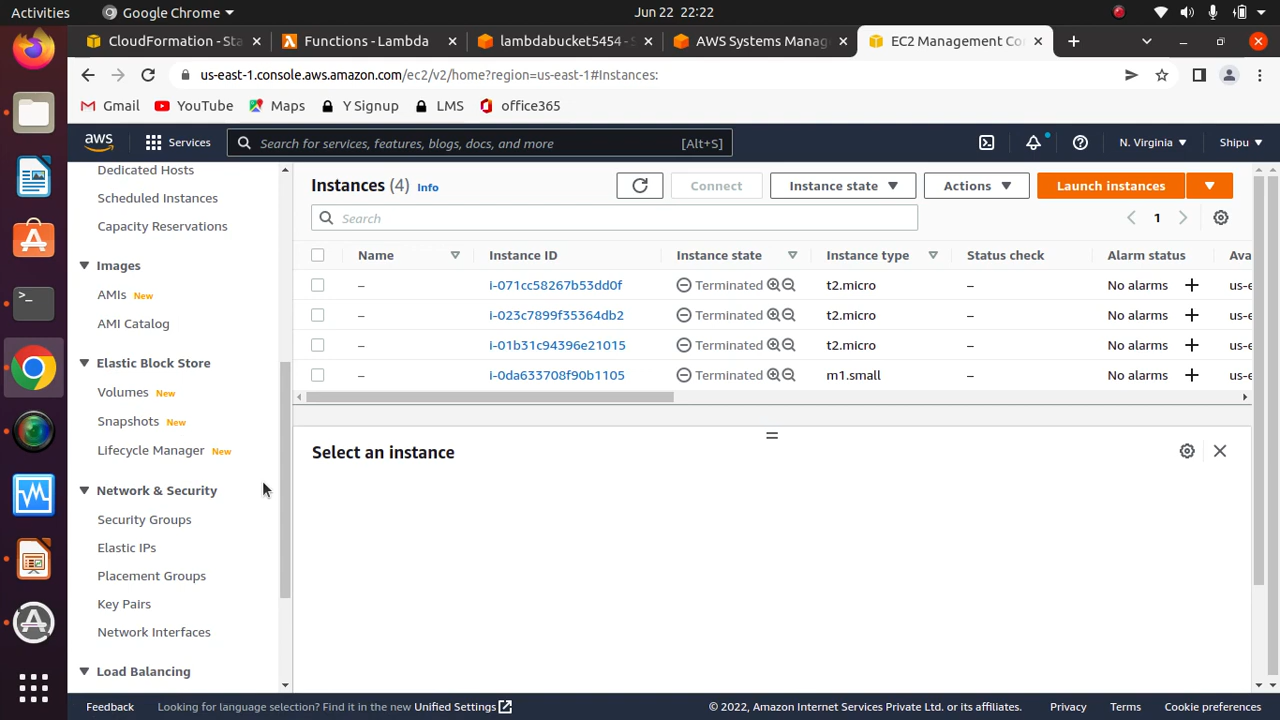 Activities Google Chrome Jun 22 22:22
CloudFormation - Sta Functions - Lambda lambdabucket5454 - S AWS Systems Manag EC2 Management Co
us-east-1.console.aws.amazon.com/ec2/v2/home?region=us-east-1#Instances:
Gmail YouTube Maps Y Signup LMS office365
aws Services Search for services, features, blogs, docs, and more [Alt+S] N. Virginia Shipu
Dedicated Hosts
Scheduled Instances
Capacity Reservations
Images
AMIs New
AMI Catalog
Elastic Block Store
Volumes New
Snapshots New
Lifecycle Manager New
Network & Security
Security Groups
Elastic IPs
Placement Groups
Key Pairs
Network Interfaces
Load Balancing
Instances (4) Info Connect Instance state Actions Launch instances
Search 1
Name Instance ID Instance state Instance type Status check Alarm status Ava
– i-071cc58267b53dd0f Terminated t2.micro – No alarms + us-e
– i-023c7899f35364db2 Terminated t2.micro – No alarms + us-e
– i-01b31c94396e21015 Terminated t2.micro – No alarms + us-e
– i-0da633708f90b1105 Terminated m1.small – No alarms + us-e
Select an instance
Feedback Looking for language selection? Find it in the new Unified Settings © 2022, Amazon Internet Services Private Ltd. or its affiliates. Privacy Terms Cookie preferences